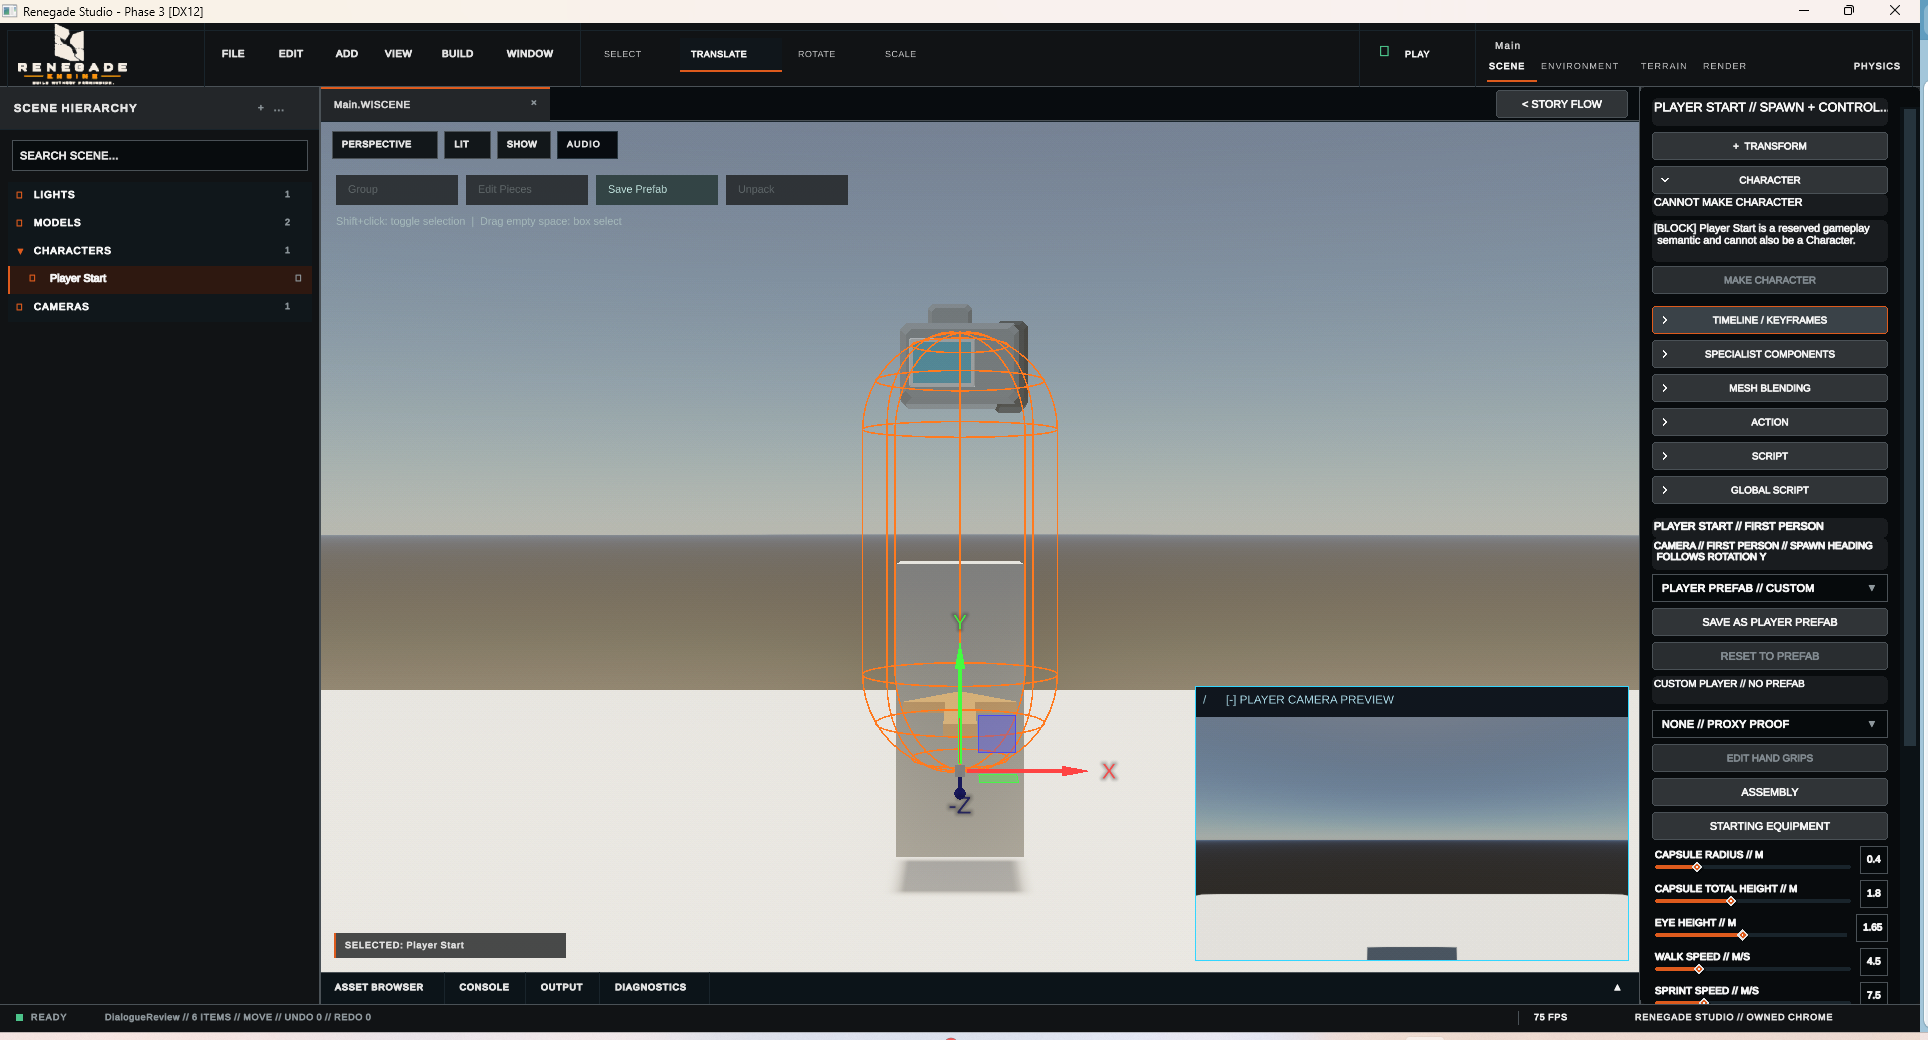 Renegade Studio - Phase 3 [DX12]
RENEGADE
ENGINE
FILE
EDIT
ADD
VIEW
BUILD
WINDOW
SELECT
TRANSLATE
ROTATE
SCALE
PLAY
Main
SCENE
ENVIRONMENT
TERRAIN
RENDER
PHYSICS
SCENE HIERARCHY
+ ...
SEARCH SCENE...
LIGHTS 1
MODELS 2
CHARACTERS 1
Player Start
CAMERAS 1
Main.WISCENE ×
< STORY FLOW
PERSPECTIVE
LIT
SHOW
AUDIO
Group
Edit Pieces
Save Prefab
Unpack
Shift+click: toggle selection | Drag empty space: box select
Y
X
-Z
/ [-] PLAYER CAMERA PREVIEW
SELECTED: Player Start
PLAYER START // SPAWN + CONTROL...
+ TRANSFORM
CHARACTER
CANNOT MAKE CHARACTER
[BLOCK] Player Start is a reserved gameplay
semantic and cannot also be a Character.
MAKE CHARACTER
TIMELINE / KEYFRAMES
SPECIALIST COMPONENTS
MESH BLENDING
ACTION
SCRIPT
GLOBAL SCRIPT
PLAYER START // FIRST PERSON
CAMERA // FIRST PERSON // SPAWN HEADING
FOLLOWS ROTATION Y
PLAYER PREFAB // CUSTOM
SAVE AS PLAYER PREFAB
RESET TO PREFAB
CUSTOM PLAYER // NO PREFAB
NONE // PROXY PROOF
EDIT HAND GRIPS
ASSEMBLY
STARTING EQUIPMENT
CAPSULE RADIUS // M 0.4
CAPSULE TOTAL HEIGHT // M 1.8
EYE HEIGHT // M 1.65
WALK SPEED // M/S 4.5
SPRINT SPEED // M/S 7.5
ASSET BROWSER
CONSOLE
OUTPUT
DIAGNOSTICS
READY
DialogueReview // 6 ITEMS // MOVE // UNDO 0 // REDO 0
75 FPS
RENEGADE STUDIO // OWNED CHROME